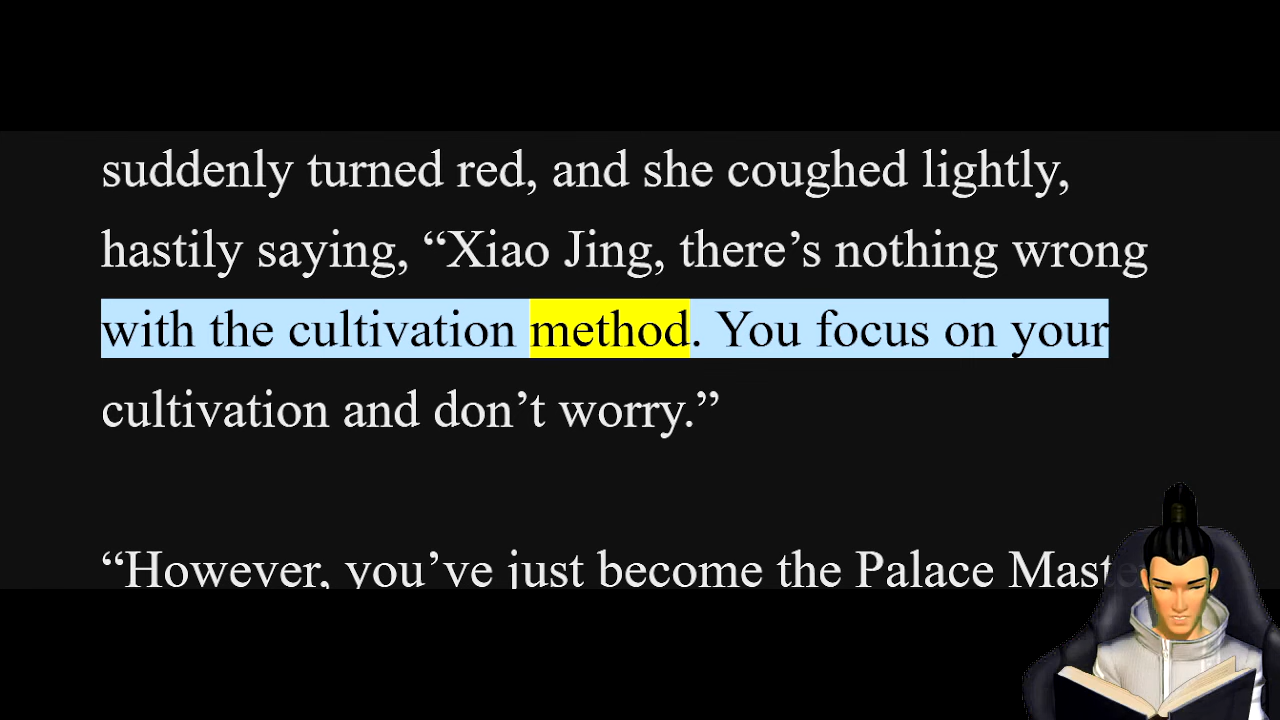 suddenly turned red, and she coughed lightly,
hastily saying, “Xiao Jing, there’s nothing wrong
with the cultivation method. You focus on your
cultivation and don’t worry.”
“However, you’ve just become the Palace